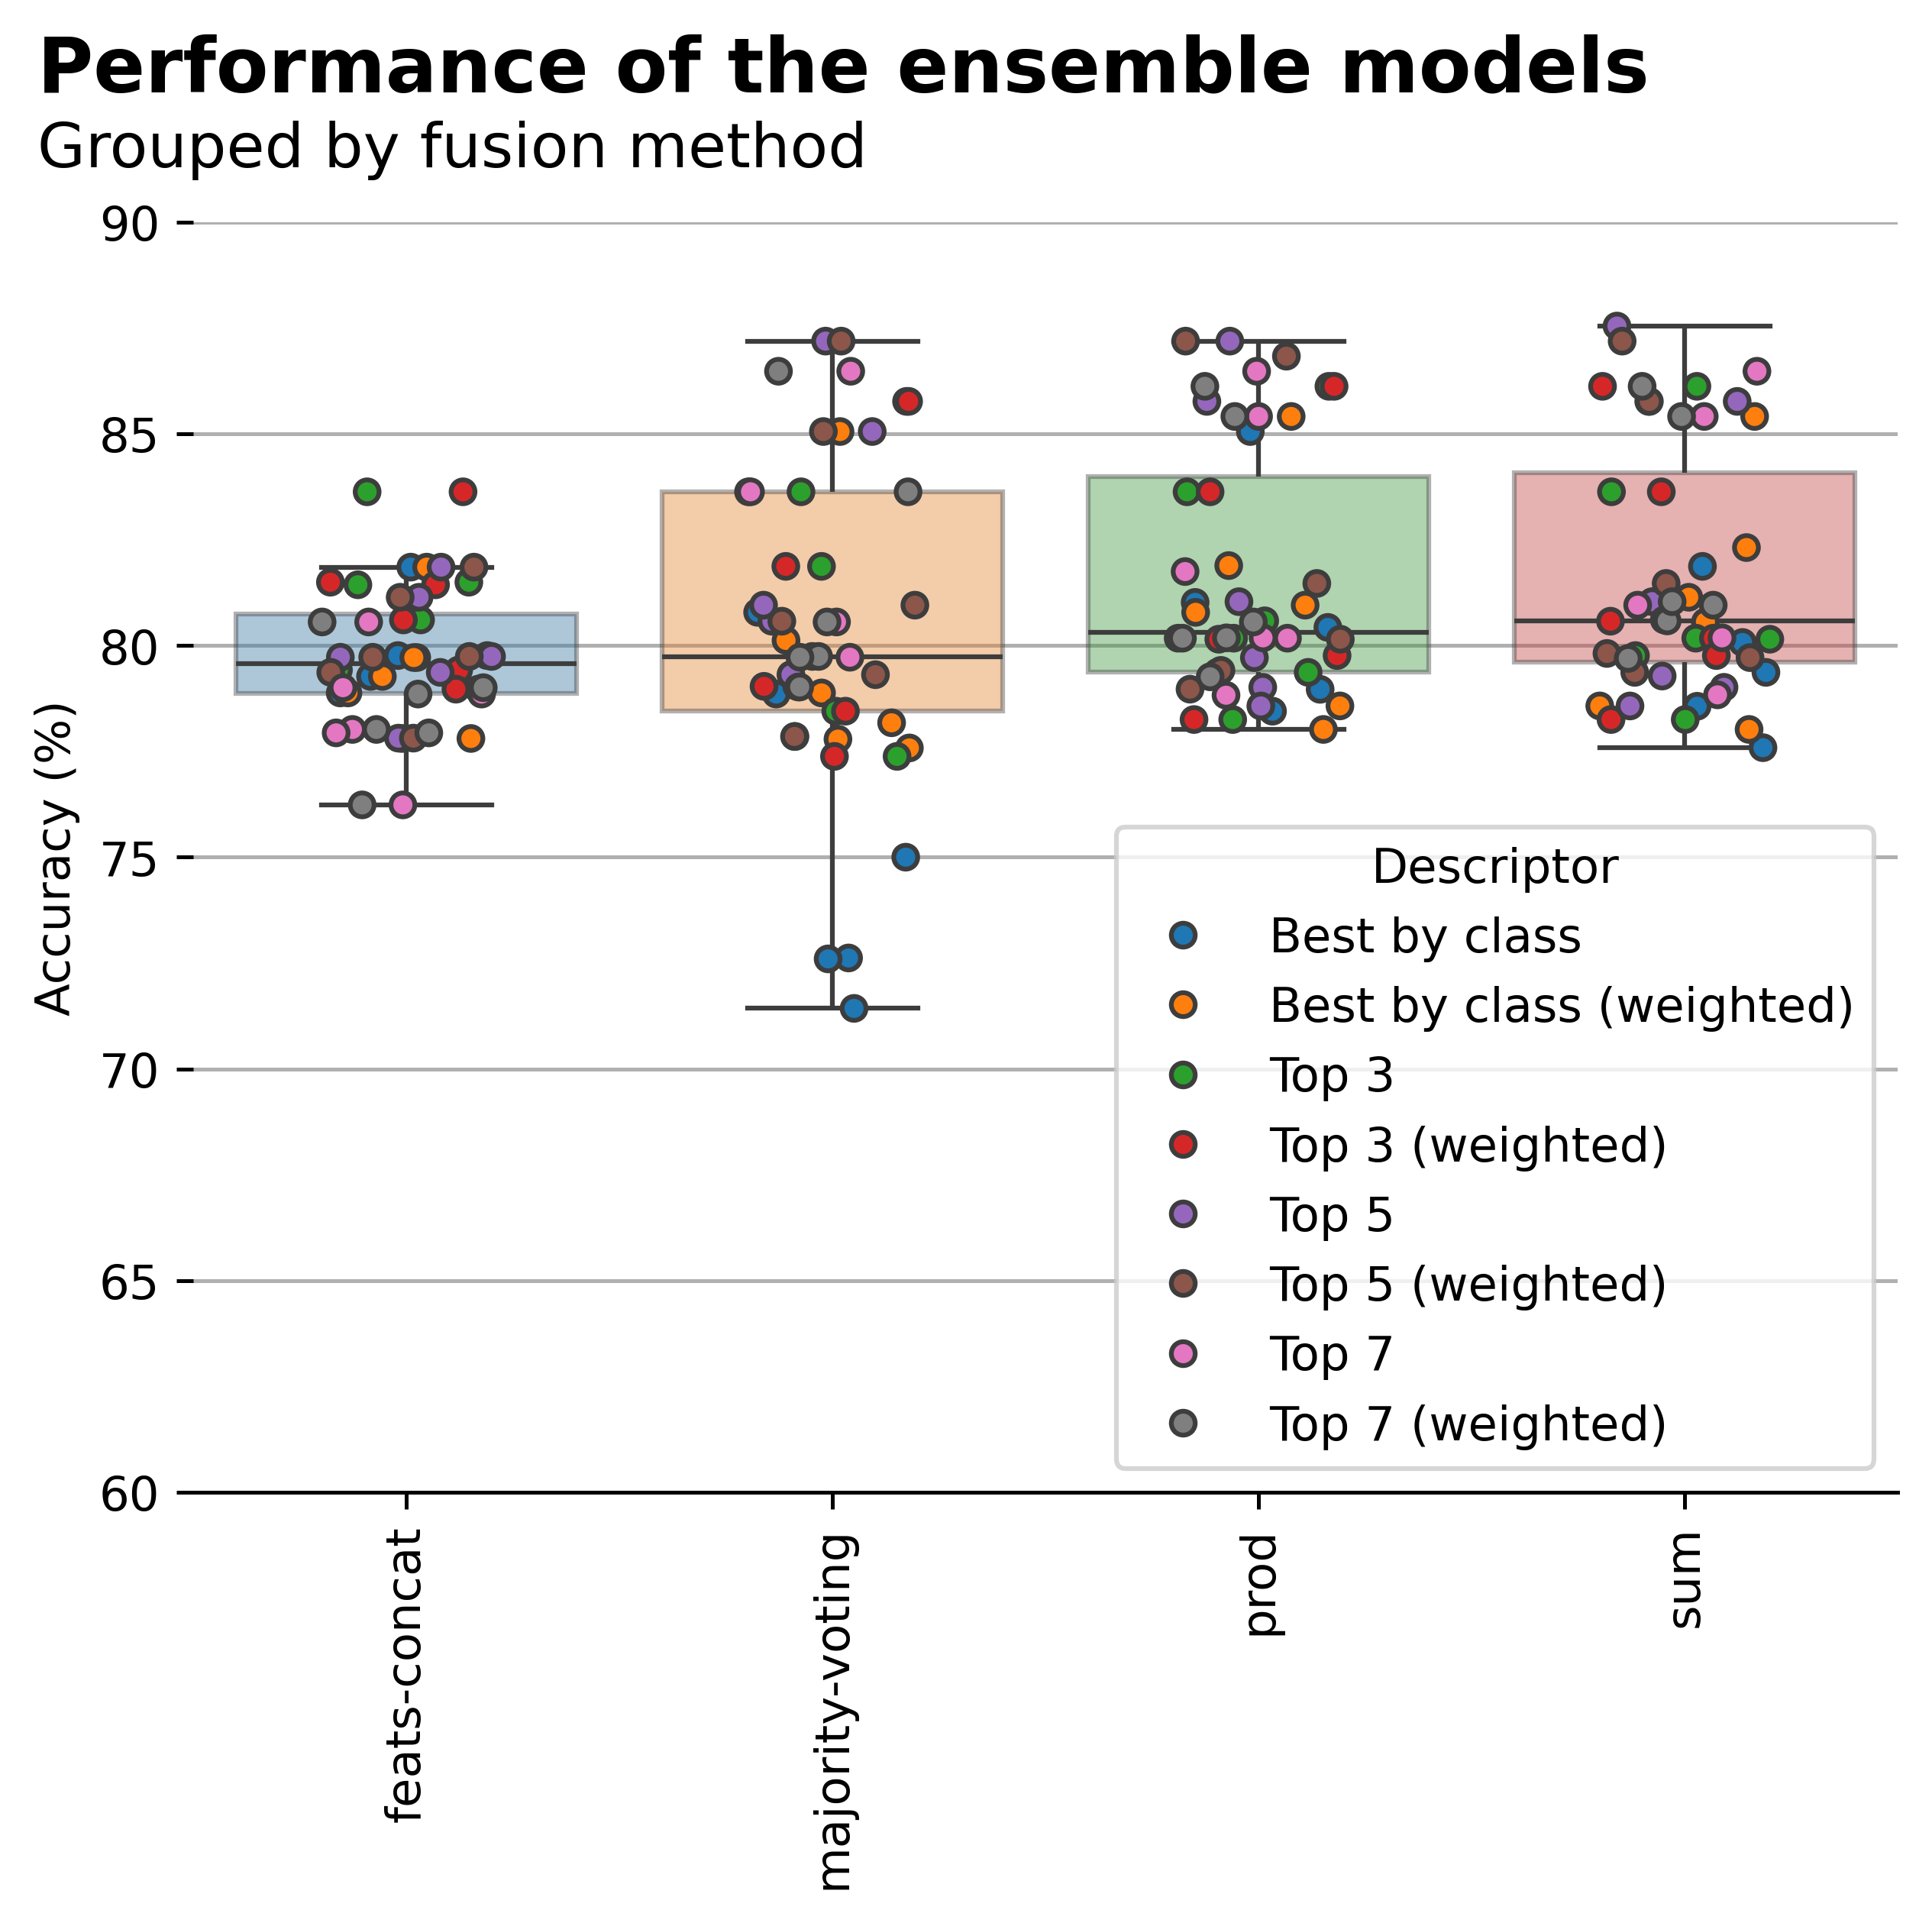 Performance of the ensemble models
Grouped by fusion method
90
85
80
75
70
65
60
Accuracy (%)
Descriptor
Best by class
Best by class (weighted)
Top 3
Top 3 (weighted)
Top 5
Top 5 (weighted)
Top 7
Top 7 (weighted)
feats-concat
majority-voting
prod
sum